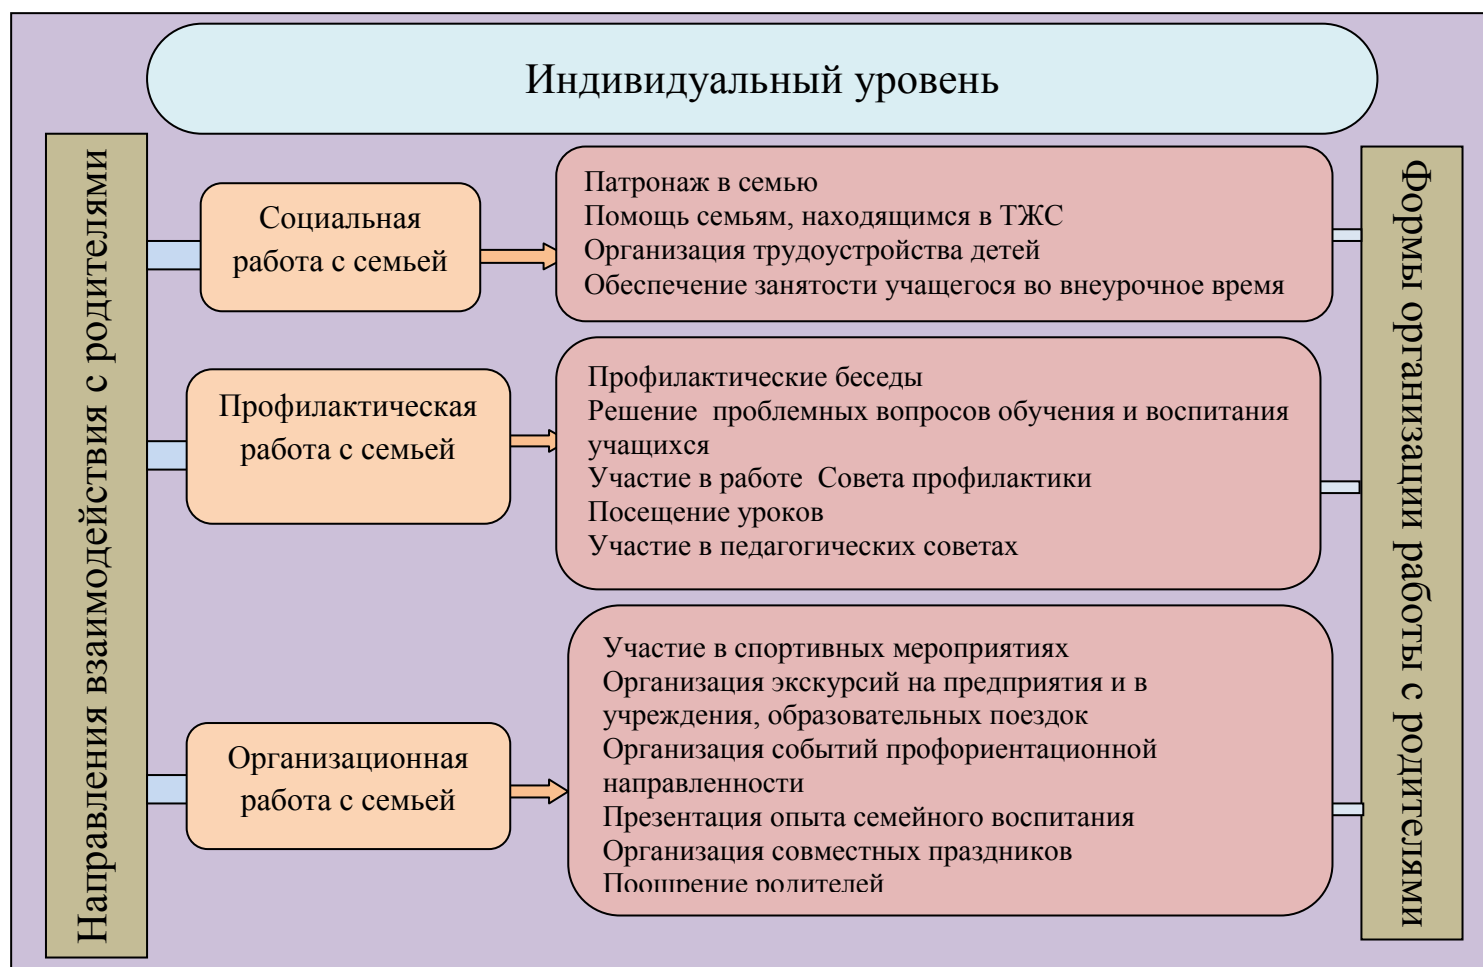 Индивидуальный уровень
Направления взаимодействия с родителями
Социальная
работа с семьей
Патронаж в семью
Помощь семьям, находящимся в ТЖС
Организация трудоустройства детей
Обеспечение занятости учащегося во внеурочное время
Профилактическая
работа с семьей
Профилактические беседы
Решение  проблемных вопросов обучения и воспитания
учащихся
Участие в работе  Совета профилактики
Посещение уроков
Участие в педагогических советах
Организационная
работа с семьей
Участие в спортивных мероприятиях
Организация экскурсий на предприятия и в
учреждения, образовательных поездок
Организация событий профориентационной
направленности
Презентация опыта семейного воспитания
Организация совместных праздников
Поощрение родителей
Формы организации работы с родителями